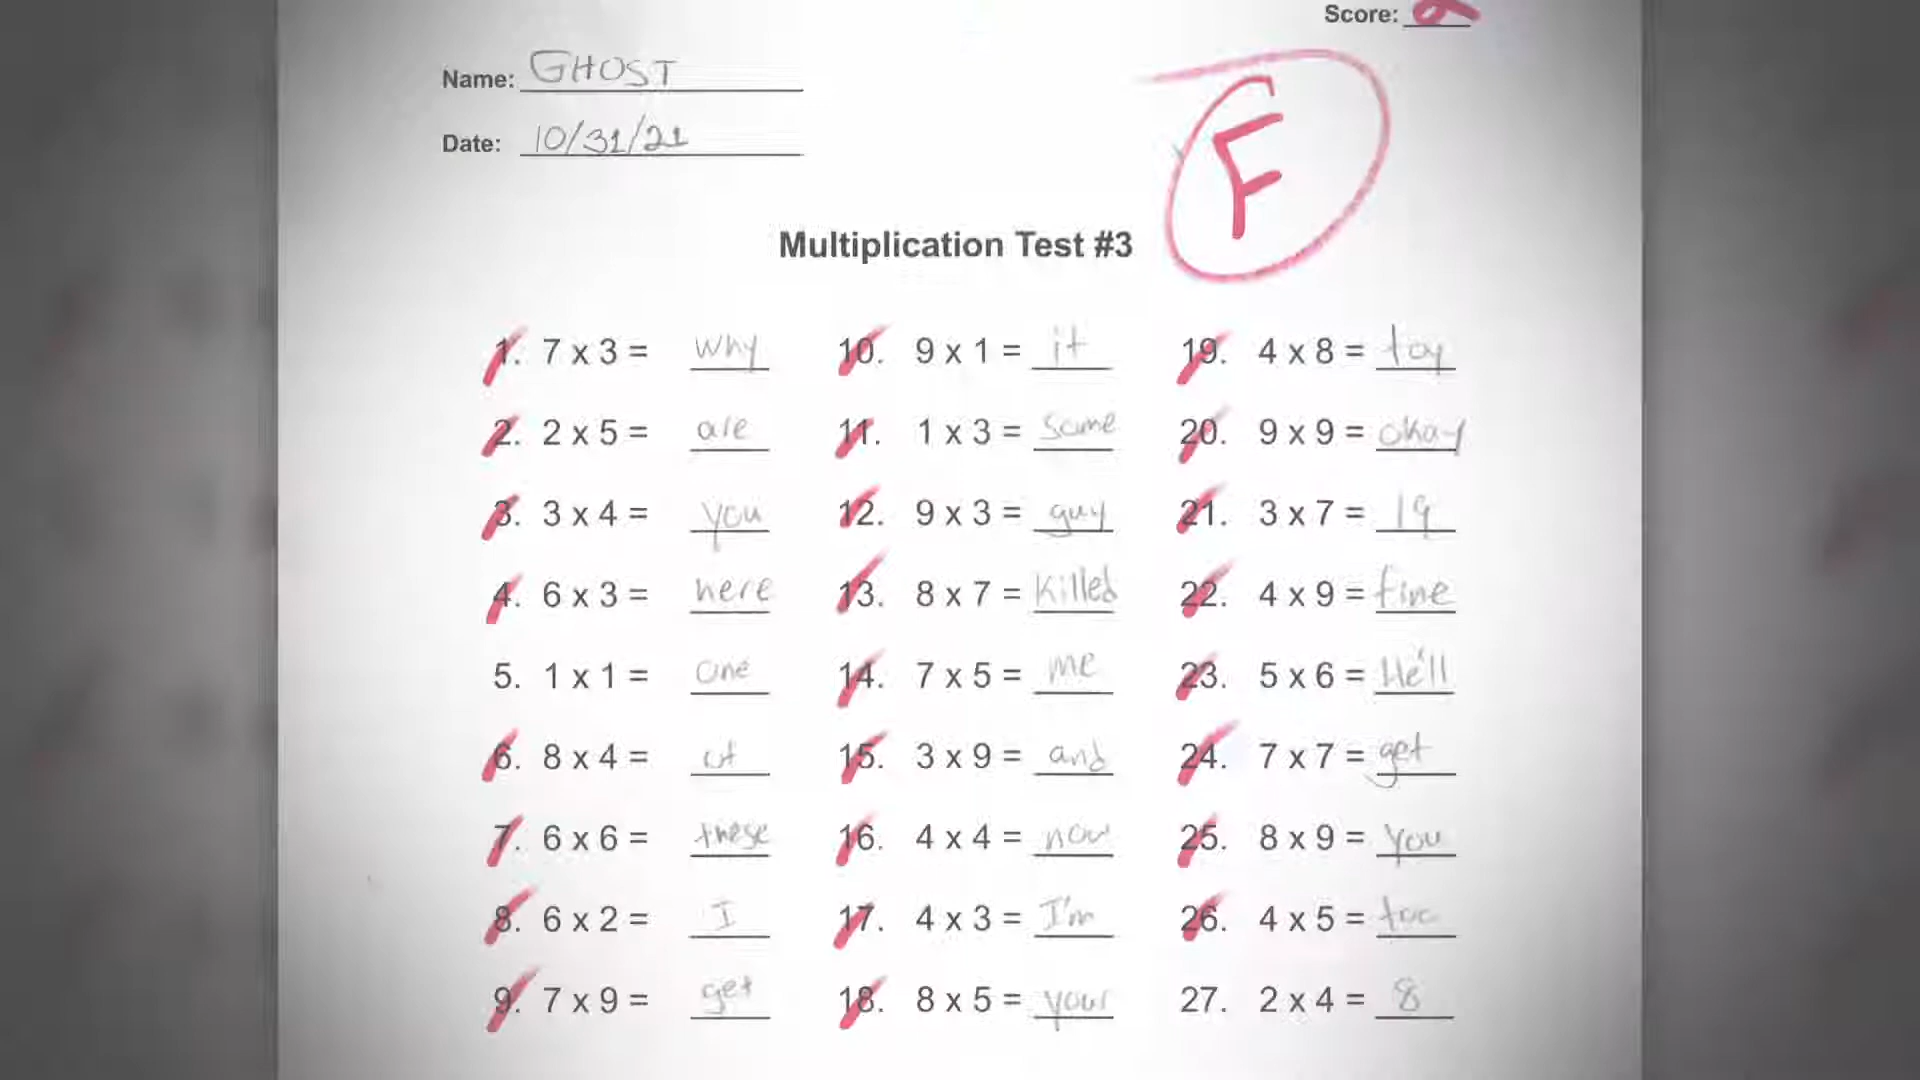 Score:
Name: GHOST
Date: 10/31/21
F
Multiplication Test #3
1. 7 x 3 = why
2. 2 x 5 = are
3. 3 x 4 = you
4. 6 x 3 = here
5. 1 x 1 = one
6. 8 x 4 = of
7. 6 x 6 = these
8. 6 x 2 = I
9. 7 x 9 = get
10. 9 x 1 = it
11. 1 x 3 = some
12. 9 x 3 = guy
13. 8 x 7 = killed
14. 7 x 5 = me
15. 3 x 9 = and
16. 4 x 4 = now
17. 4 x 3 = I'm
18. 8 x 5 = your
19. 4 x 8 = toy
20. 9 x 9 = okay
21. 3 x 7 = 19
22. 4 x 9 = fine
23. 5 x 6 = He'll
24. 7 x 7 = get
25. 8 x 9 = you
26. 4 x 5 = too
27. 2 x 4 = 8